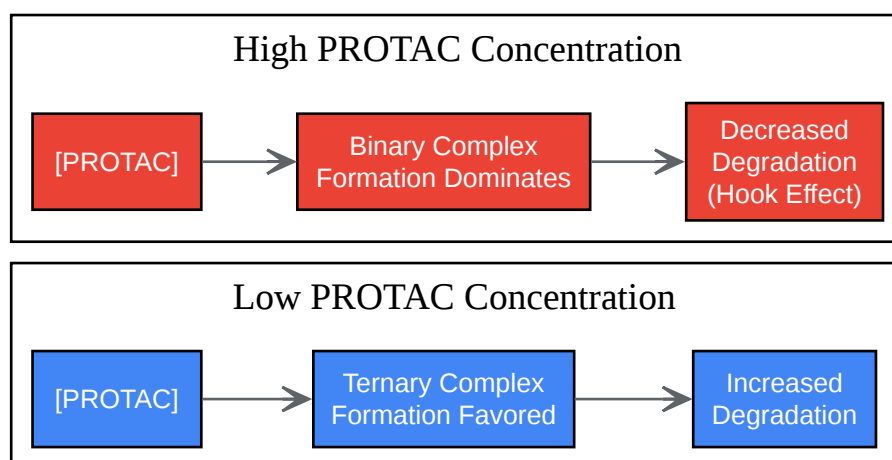 High PROTAC Concentration
[PROTAC]
Binary Complex
Formation Dominates
Decreased
Degradation
(Hook Effect)
Low PROTAC Concentration
[PROTAC]
Ternary Complex
Formation Favored
Increased
Degradation